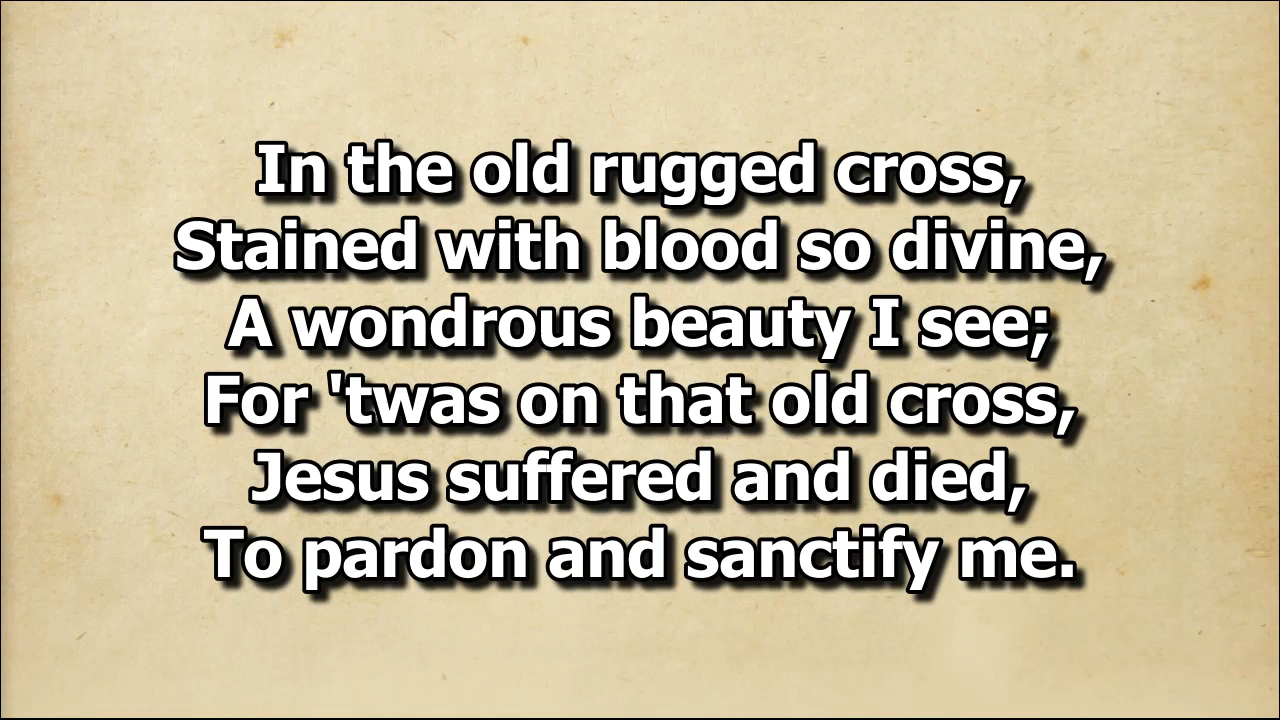 In the old rugged cross,
Stained with blood so divine,
A wondrous beauty I see;
For 'twas on that old cross,
Jesus suffered and died,
To pardon and sanctify me.